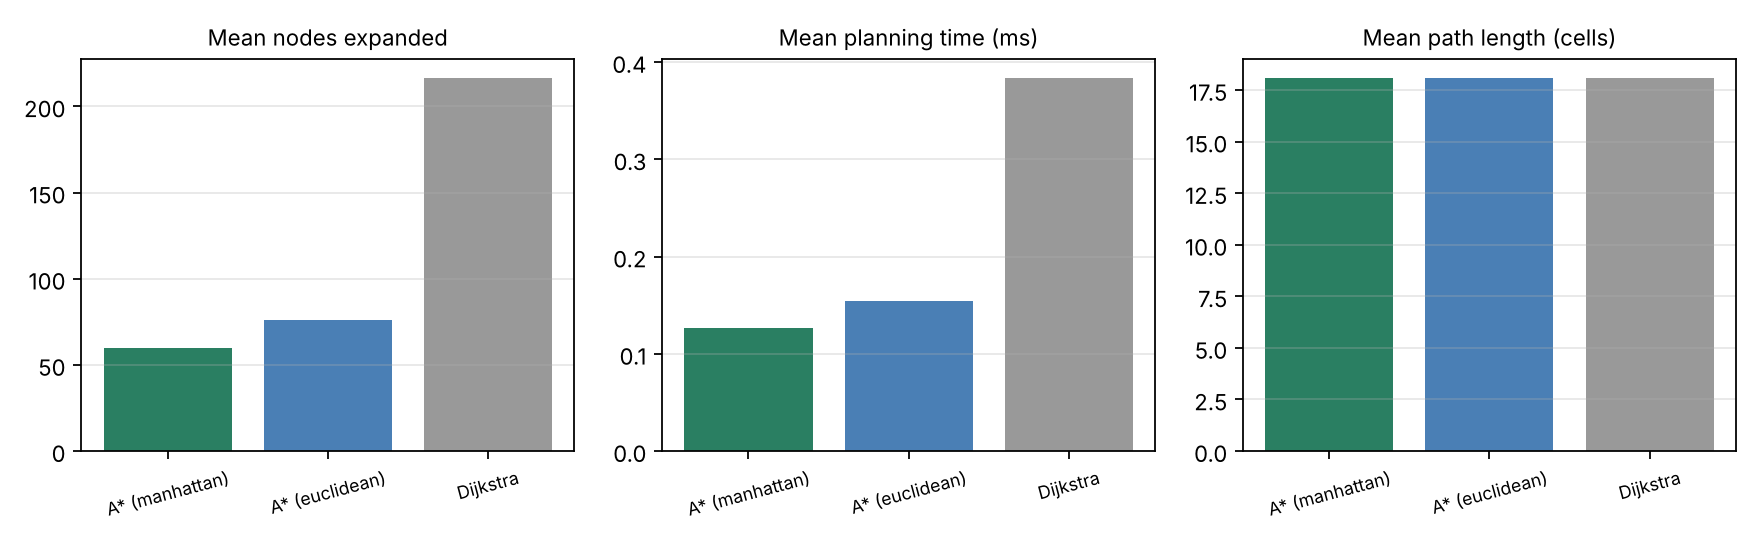 Mean nodes expanded
200
150
100
50
0
A* (manhattan)
A* (euclidean)
Dijkstra
Mean planning time (ms)
0.4
0.3
0.2
0.1
0.0
A* (manhattan)
A* (euclidean)
Dijkstra
Mean path length (cells)
17.5
15.0
12.5
10.0
7.5
5.0
2.5
0.0
A* (manhattan)
A* (euclidean)
Dijkstra